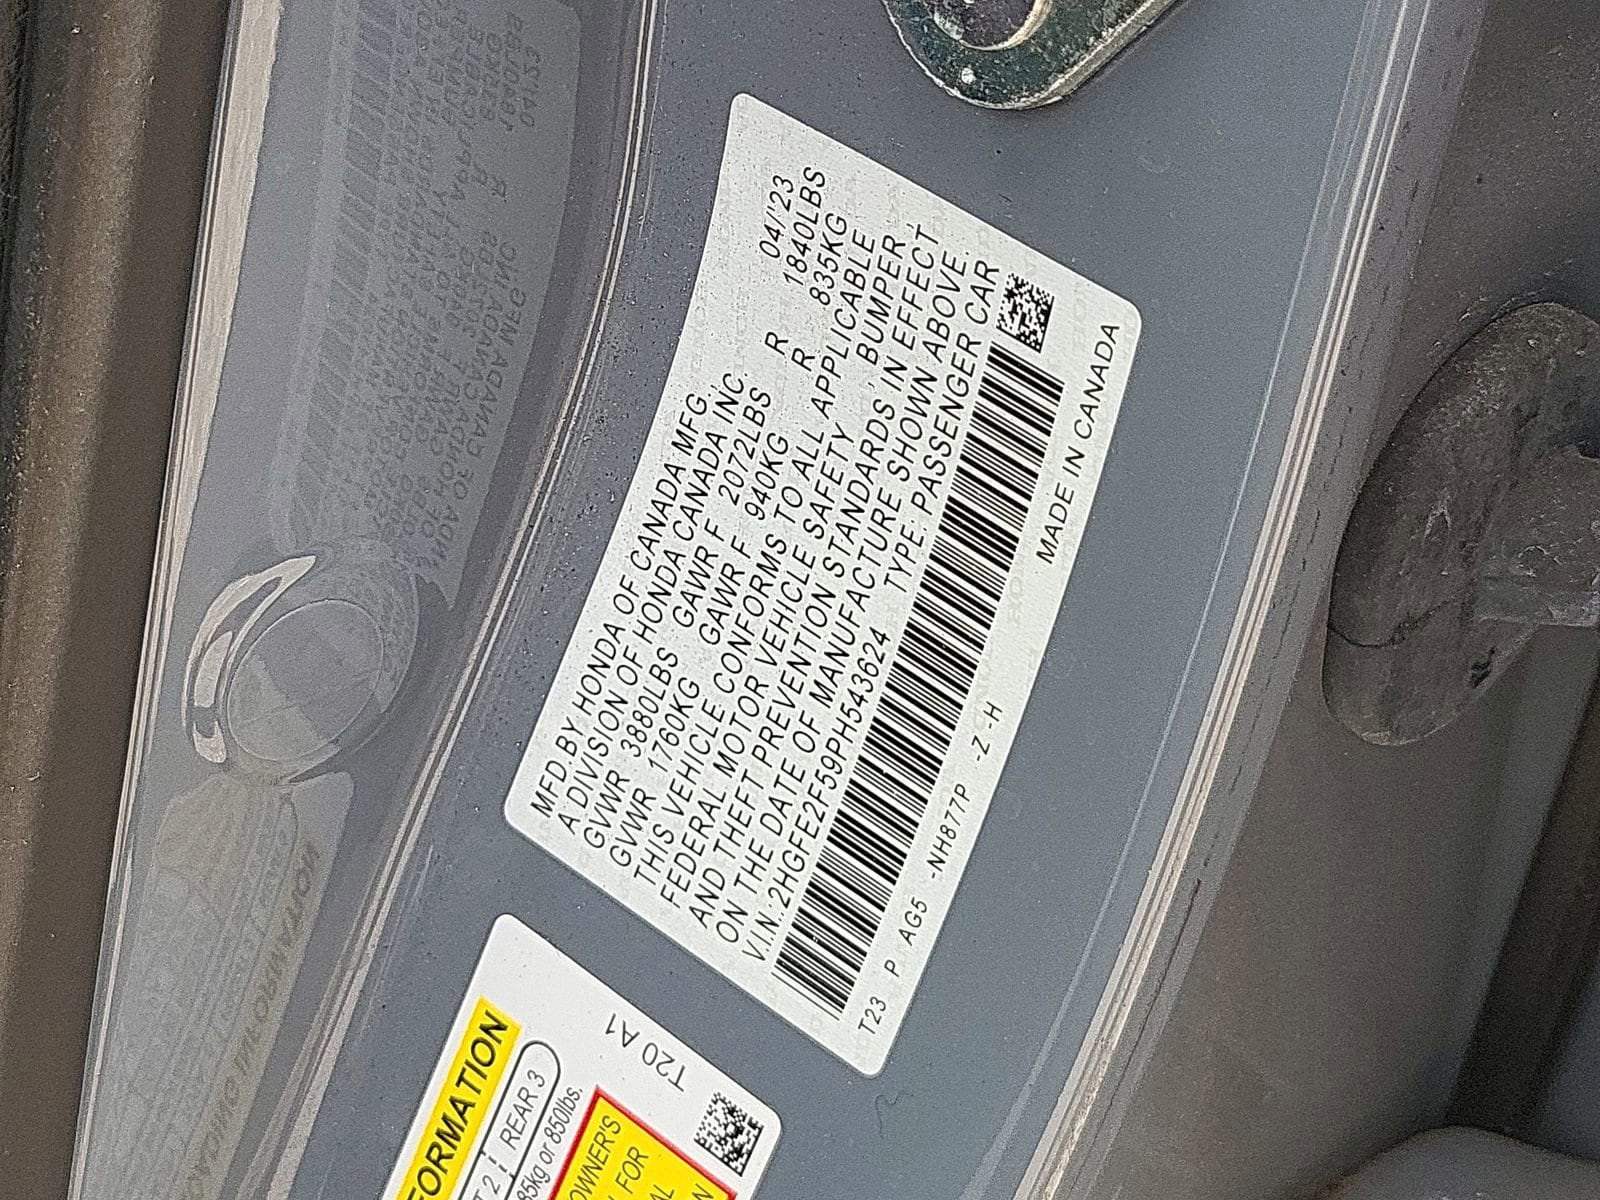 MFD. BY HONDA OF CANADA MFG.,
A DIVISION OF HONDA CANADA INC. 04/'23
GVWR 3880LBS GAWR F 2072LBS R 1840LBS
GVWR 1760KG GAWR F 940KG R 835KG
THIS VEHICLE CONFORMS TO ALL APPLICABLE
FEDERAL MOTOR VEHICLE SAFETY, BUMPER,
AND THEFT PREVENTION STANDARDS IN EFFECT
ON THE DATE OF MANUFACTURE SHOWN ABOVE.
V.I.N.:2HGFE2F59PH543624 TYPE: PASSENGER CAR
T23 P AG5 -NH877P -Z -H MADE IN CANADA
REAR 3
850lbs.
OWNER'S
FOR
T20 A1